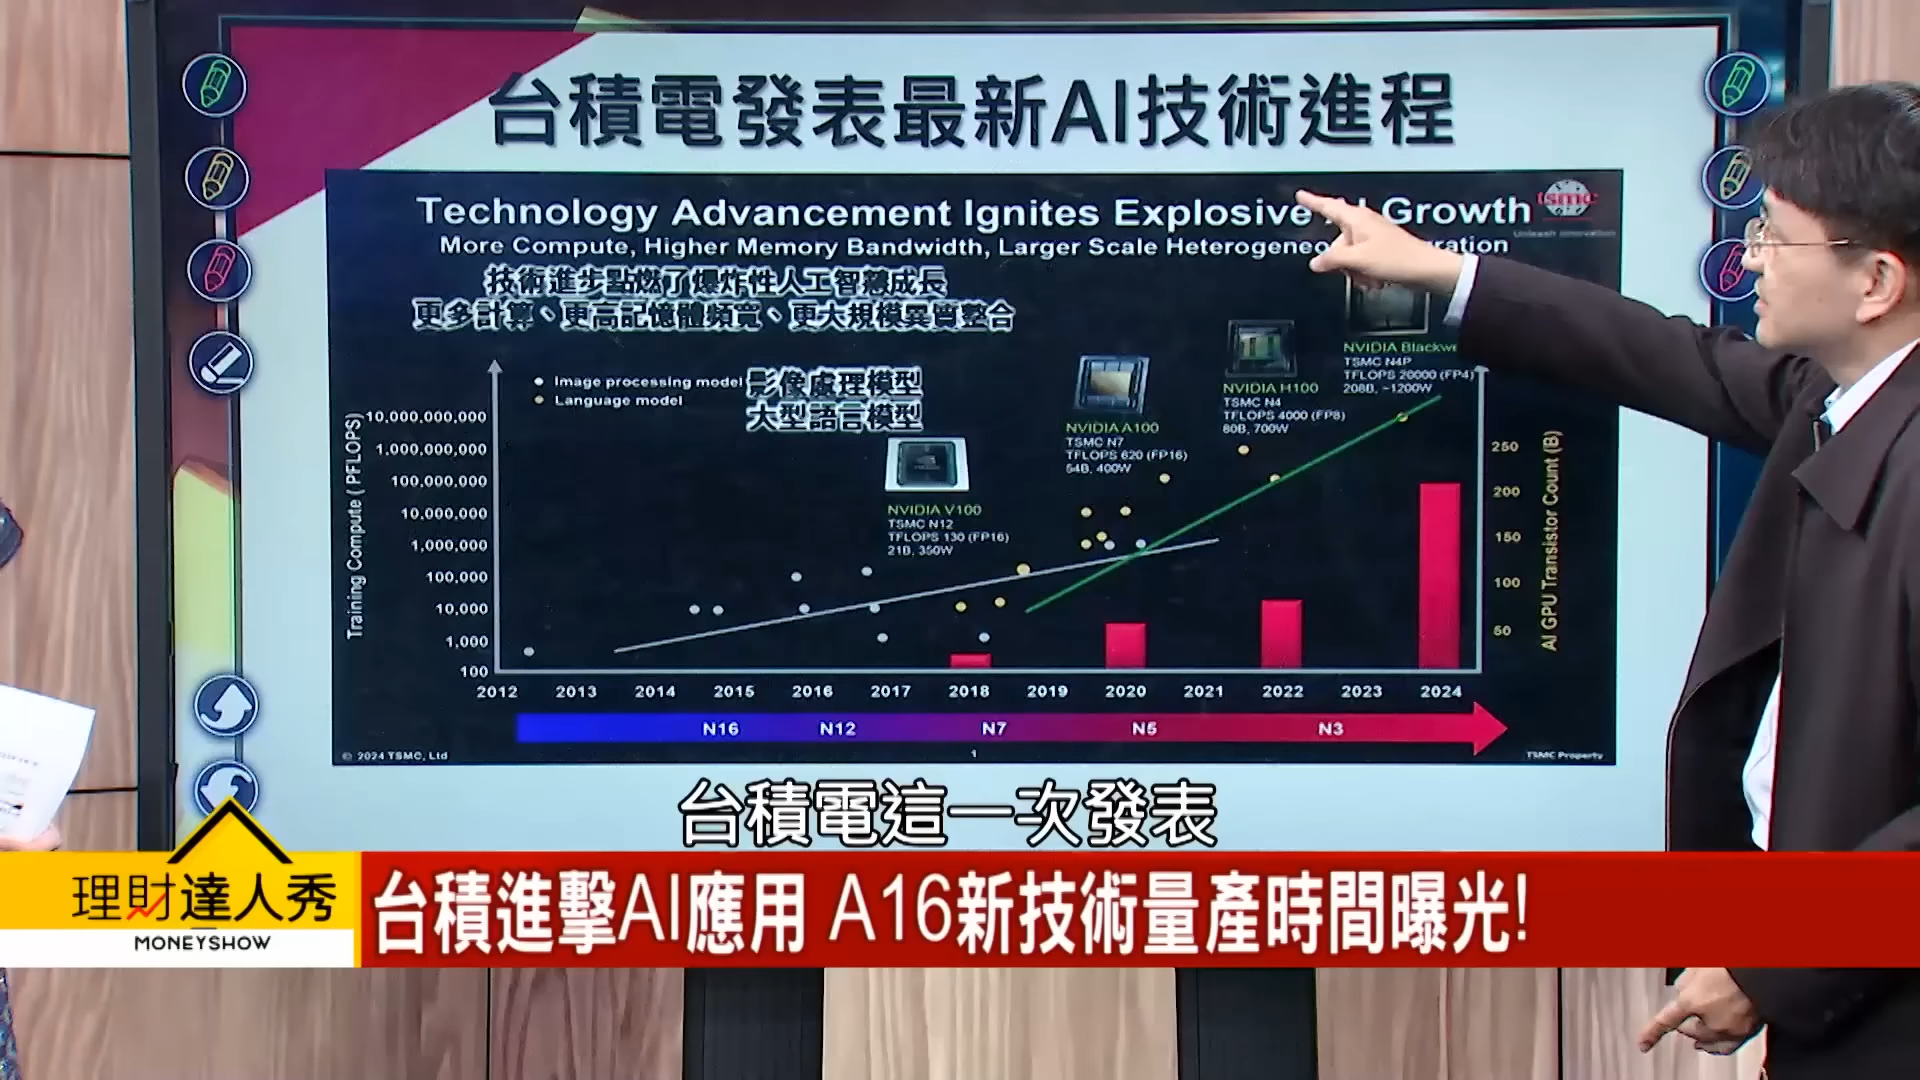 台積電發表最新AI技術進程
Technology Advancement Ignites Explosive AI Growth
tsmc
More Compute, Higher Memory Bandwidth, Larger Scale
技術進步點燃了爆炸性人工智慧成長
更多計算、更高記憶體頻寬、更大規模異質整合
Image processing model 影像處理模型
Language model
大型語言模型
Training Compute ( PFLOPS)
10,000,000,000
1,000,000,000
100,000,000
10,000,000
1,000,000
100,000
10,000
1,000
100
NVIDIA V100
TSMC N12
TFLOPS 130 (FP16)
21B, 350W
NVIDIA A100
TSMC N7
TFLOPS 620 (FP16)
54B, 400W
NVIDIA H100
TSMC N4
TFLOPS 4000 (FP8)
80B, 700W
NVIDIA Blackwe
TSMC N4P
TFLOPS 20000 (FP4)
208B, ~1200W
250
200
150
100
50
AI GPU Transistor Count (B)
2012 2013 2014 2015 2016 2017 2018 2019 2020 2021 2022 2023 2024
N16 N12 N7 N5 N3
© 2024 TSMC, Ltd
1
TSMC Property
台積電這一次發表
理財達人秀
MONEYSHOW
台積進擊AI應用 A16新技術量產時間曝光!